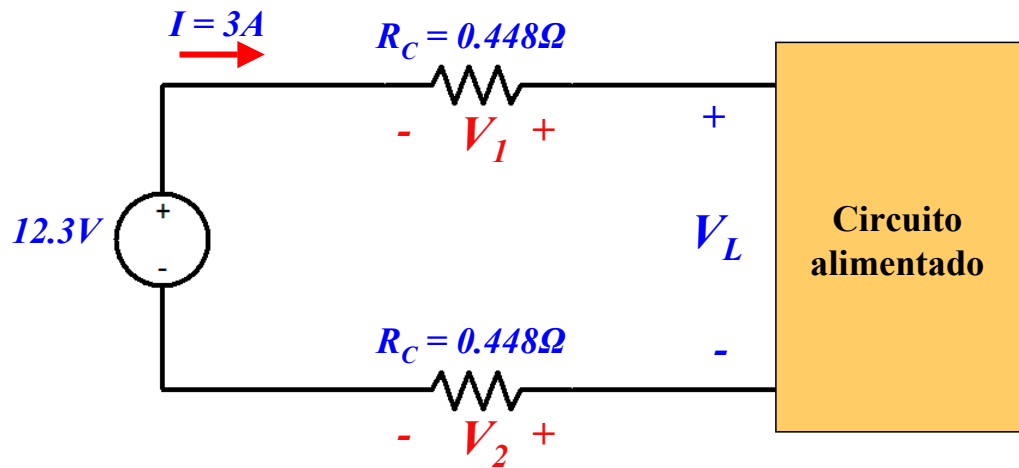 I = 3A
R_C = 0.448Ω
- V_1 +
+
12.3V
+
-
V_L
Circuito
alimentado
R_C = 0.448Ω
-
- V_2 +